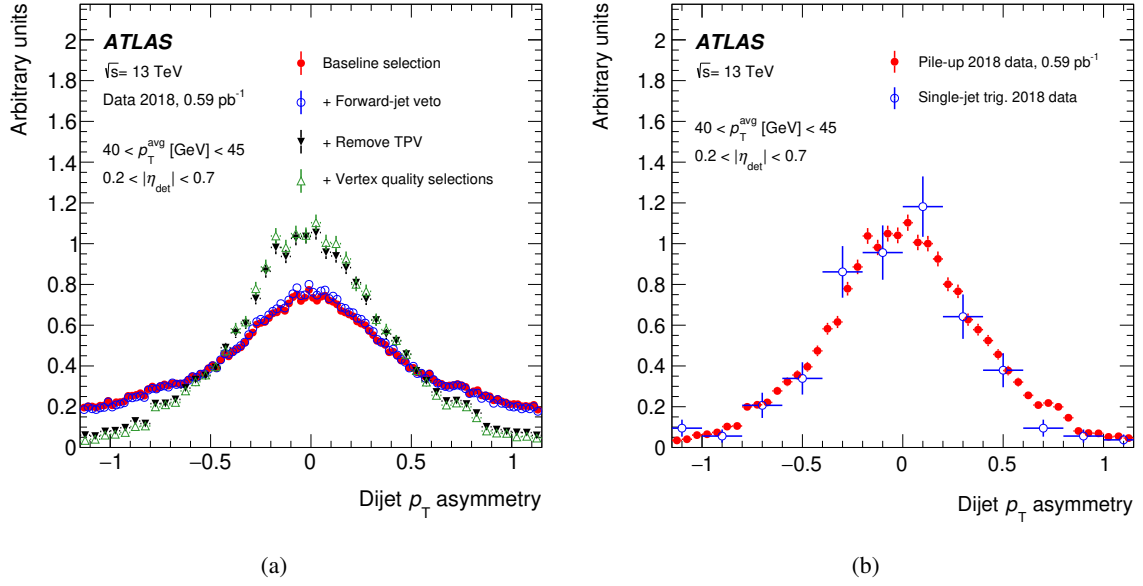 Arbitrary units
2
1.8
1.6
1.4
1.2
1
0.8
0.6
0.4
0.2
0
ATLAS
√s= 13 TeV
Data 2018, 0.59 pb⁻¹
40 < p_T^avg [GeV] < 45
0.2 < |η_det| < 0.7
Baseline selection
+ Forward-jet veto
+ Remove TPV
+ Vertex quality selections
−1
−0.5
0
0.5
1
Dijet p_T asymmetry
(a)
Arbitrary units
2
1.8
1.6
1.4
1.2
1
0.8
0.6
0.4
0.2
0
ATLAS
√s= 13 TeV
40 < p_T^avg [GeV] < 45
0.2 < |η_det| < 0.7
Pile-up 2018 data, 0.59 pb⁻¹
Single-jet trig. 2018 data
−1
−0.5
0
0.5
1
Dijet p_T asymmetry
(b)